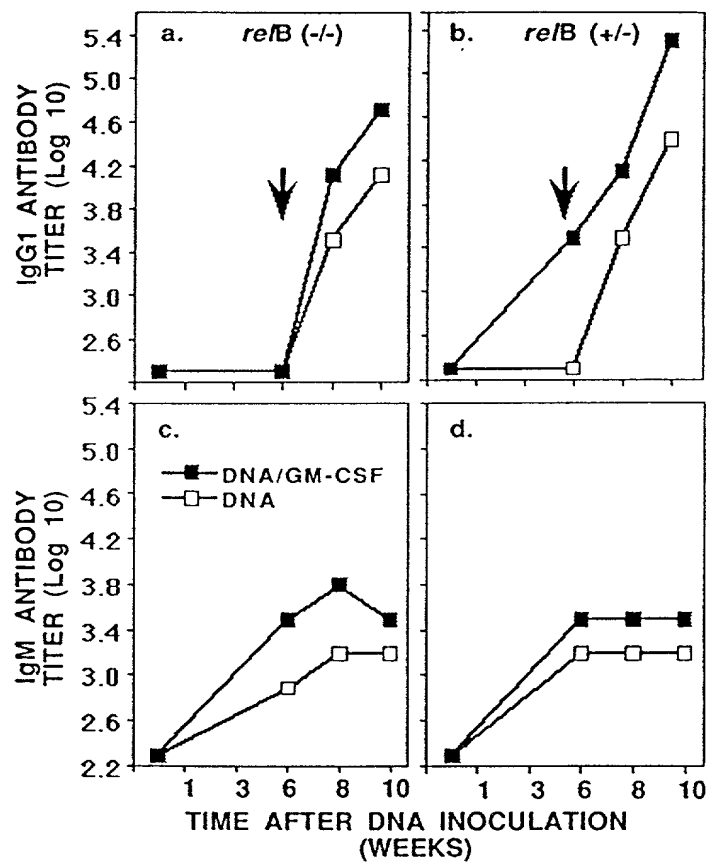 a. relB (-/-)
b. relB (+/-)
IgG1 ANTIBODY
TITER (Log 10)
5.4
5.0
4.6
4.2
3.8
3.4
3.0
2.6
c.
d.
DNA/GM-CSF
DNA
IgM ANTIBODY
TITER (Log 10)
5.4
5.0
4.6
4.2
3.8
3.4
3.0
2.6
2.2
1 3 6 8 10
1 3 6 8 10
TIME AFTER DNA INOCULATION
(WEEKS)